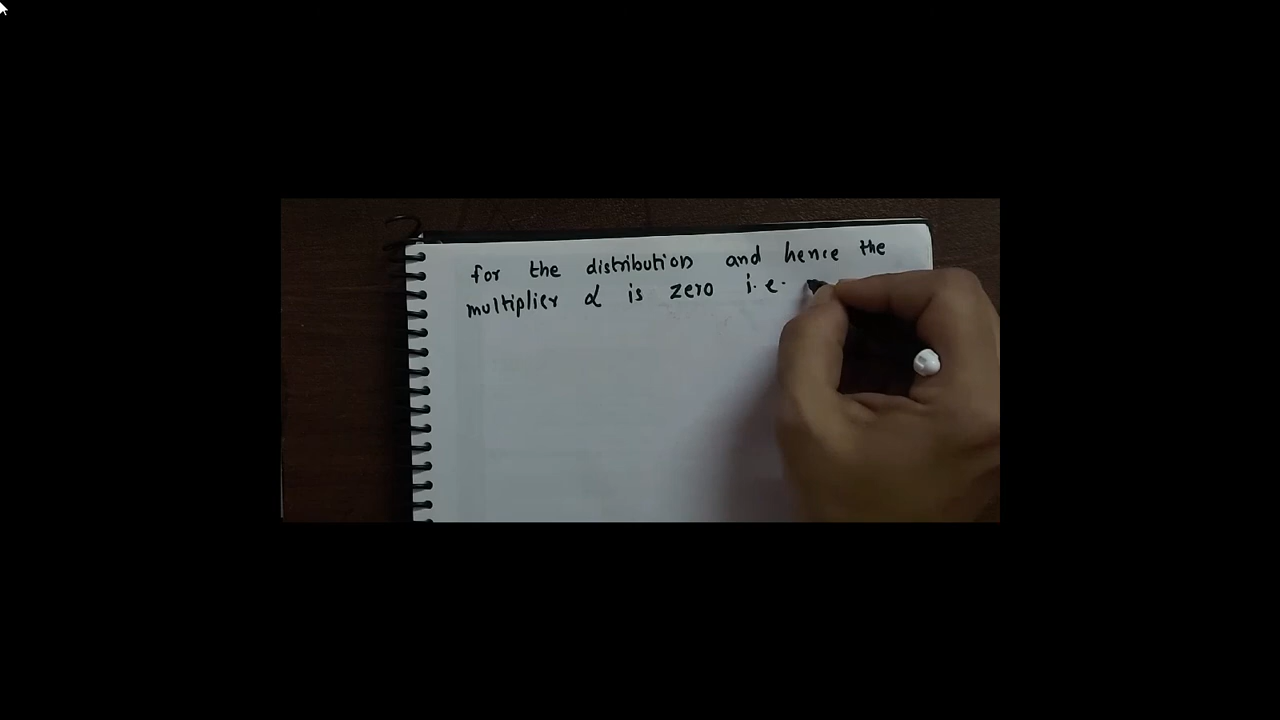 for the distribution and hence the
multiplier α is zero i.e.